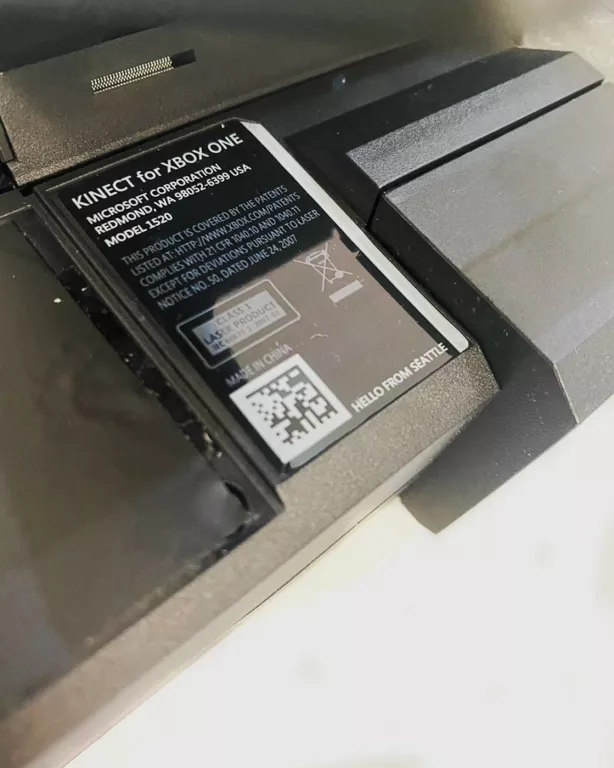 KINECT for XBOX ONE
MICROSOFT CORPORATION
REDMOND, WA 98052-6399 USA
MODEL 1520
THIS PRODUCT IS COVERED BY THE PATENTS
LISTED AT: HTTP://WWW.XBOX.COM/PATENTS
COMPLIES WITH 21 CFR 1040.10 AND 1040.11
EXCEPT FOR DEVIATIONS PURSUANT TO LASER
NOTICE NO. 50, DATED JUNE 24, 2007
CLASS 1
LASER PRODUCT
MADE IN CHINA
HELLO FROM SEATTLE